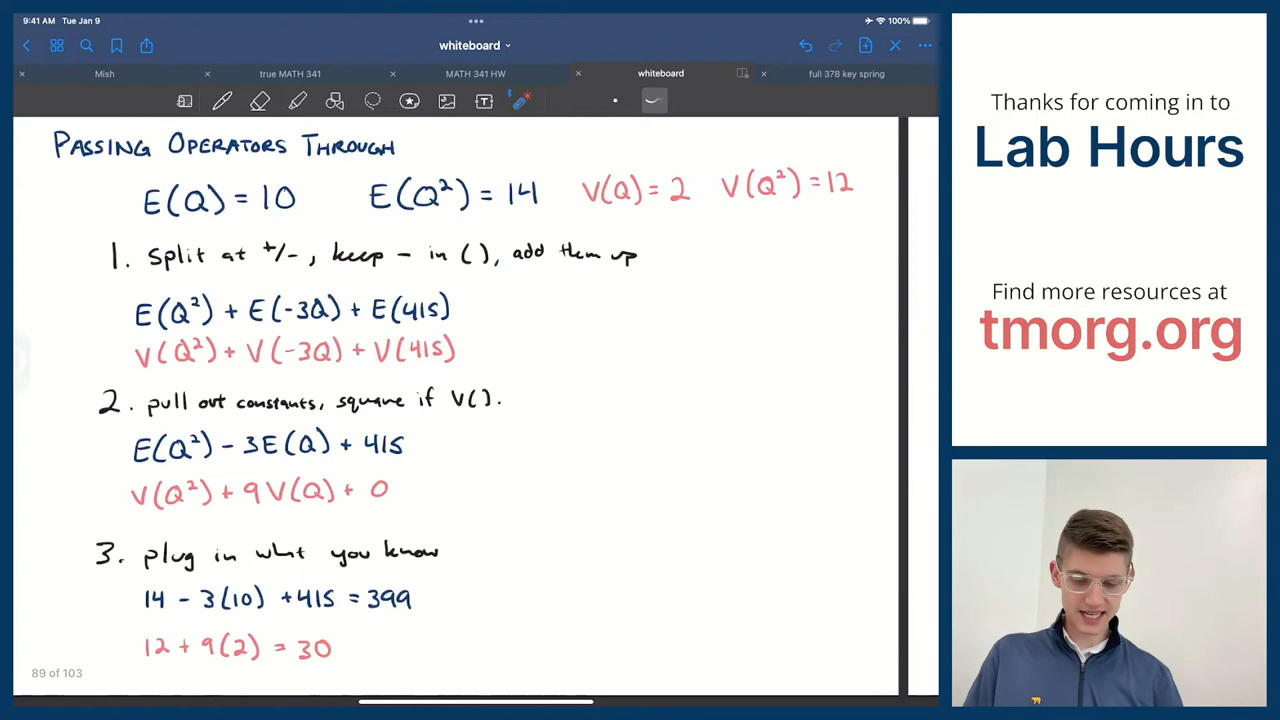 9:41 AM Tue Jan 9
100%
whiteboard
Mish
true MATH 341
MATH 341 HW
whiteboard
full 378 key spring
PASSING OPERATORS THROUGH
E(Q) = 10 E(Q²) = 14 V(Q) = 2 V(Q²) = 12
1. split at +/-, keep - in (), add them up
E(Q²) + E(-3Q) + E(415)
V(Q²) + V(-3Q) + V(415)
2. pull out constants, square if V().
E(Q²) - 3E(Q) + 415
V(Q²) + 9V(Q) + 0
3. plug in what you know
14 - 3(10) + 415 = 399
12 + 9(2) = 30
89 of 103
Thanks for coming in to
Lab Hours
Find more resources at
tmorg.org